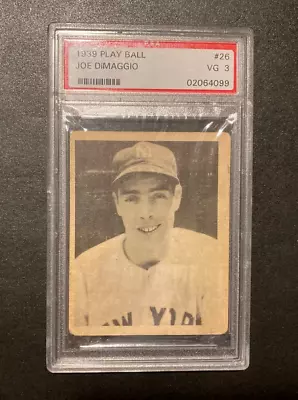 1939 PLAY BALL #26
JOE DiMAGGIO VG 3
02064099
NEW YORK